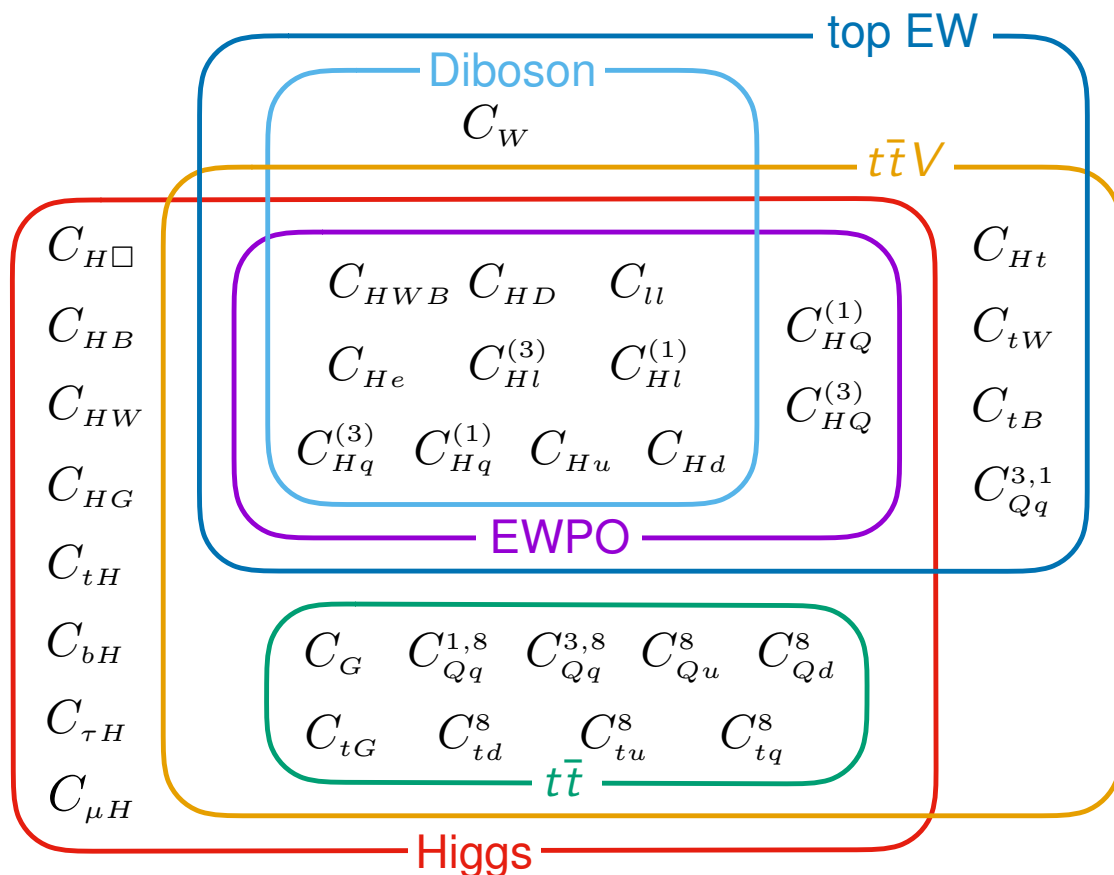 top EW
Diboson
C_W
t\bar{t}V
C_{H□} C_{Ht}
C_{HWB} C_{HD} C_{ll}
C_{HB} C_{HQ}^{(1)} C_{tW}
C_{He} C_{Hl}^{(3)} C_{Hl}^{(1)}
C_{HW} C_{HQ}^{(3)} C_{tB}
C_{Hq}^{(3)} C_{Hq}^{(1)} C_{Hu} C_{Hd}
C_{HG} C_{Qq}^{3,1}
EWPO
C_{tH}
C_{bH} C_G C_{Qq}^{1,8} C_{Qq}^{3,8} C_{Qu}^{8} C_{Qd}^{8}
C_{τH} C_{tG} C_{td}^{8} C_{tu}^{8} C_{tq}^{8}
t\bar{t}
C_{μH}
Higgs